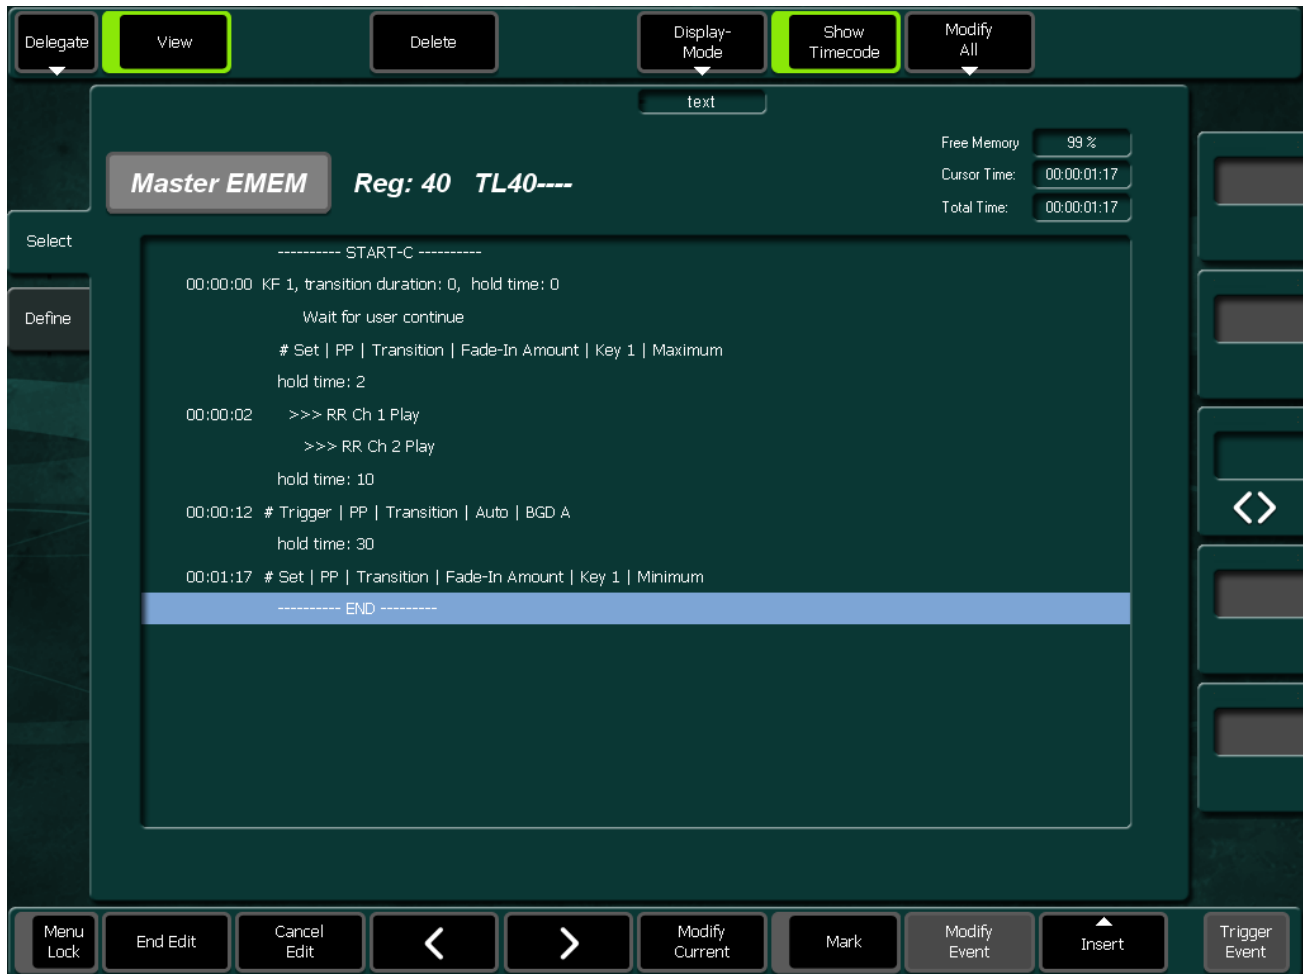 Delegate View Delete Display-Mode Show Timecode Modify All
text
Free Memory 99 %
Master EMEM Reg: 40 TL40----
Cursor Time: 00:00:01:17
Total Time: 00:00:01:17
Select
Define
---------- START-C ----------
00:00:00 KF 1, transition duration: 0, hold time: 0
Wait for user continue
# Set | PP | Transition | Fade-In Amount | Key 1 | Maximum
hold time: 2
00:00:02 >>> RR Ch 1 Play
>>> RR Ch 2 Play
hold time: 10
00:00:12 # Trigger | PP | Transition | Auto | BGD A
hold time: 30
00:01:17 # Set | PP | Transition | Fade-In Amount | Key 1 | Minimum
---------- END ---------
Menu Lock End Edit Cancel Edit < > Modify Current Mark Modify Event Insert Trigger Event